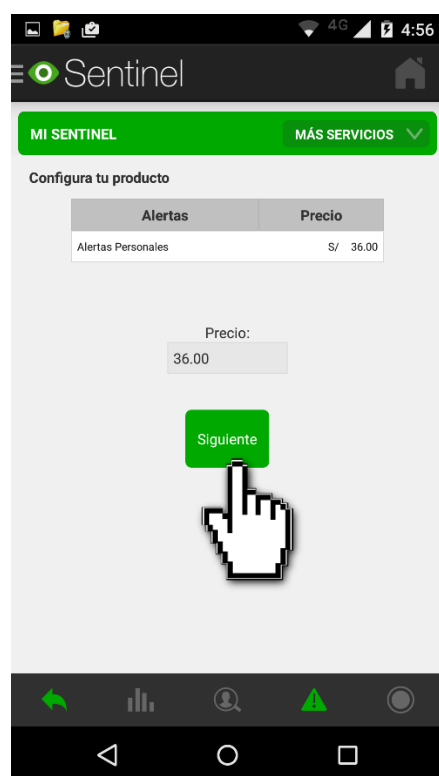 4G 4:56
Sentinel
MI SENTINEL MÁS SERVICIOS
Configura tu producto
Alertas Precio
Alertas Personales S/ 36.00
Precio:
36.00
Siguiente